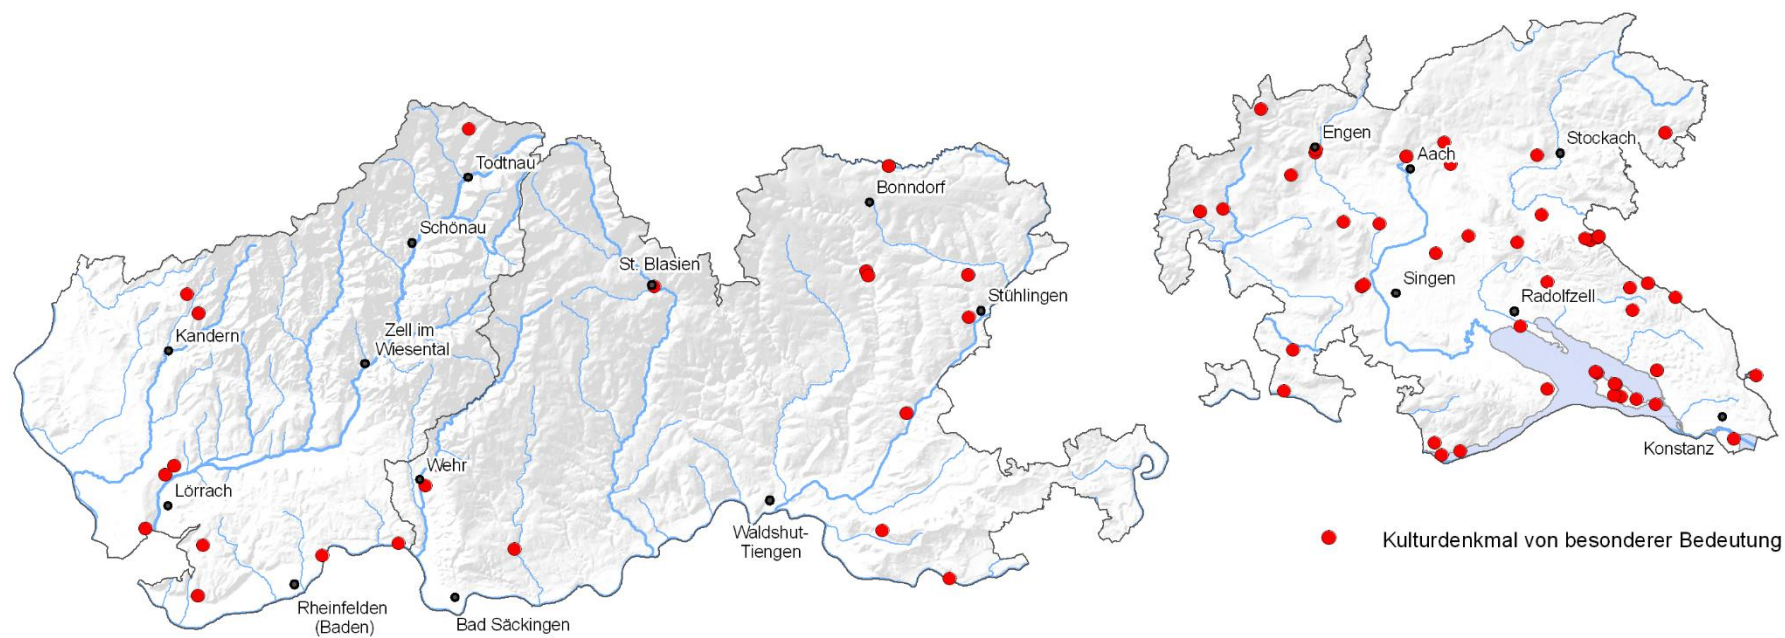 Todtnau
Schönau
St. Blasien
Kandern
Zell im
Wiesental
Lörrach
Wehr
Rheinfelden
(Baden)
Bad Säckingen
Bonndorf
Stühlingen
Waldshut-
Tiengen
Engen
Aach
Stockach
Singen
Radolfzell
Konstanz
Kulturdenkmal von besonderer Bedeutung